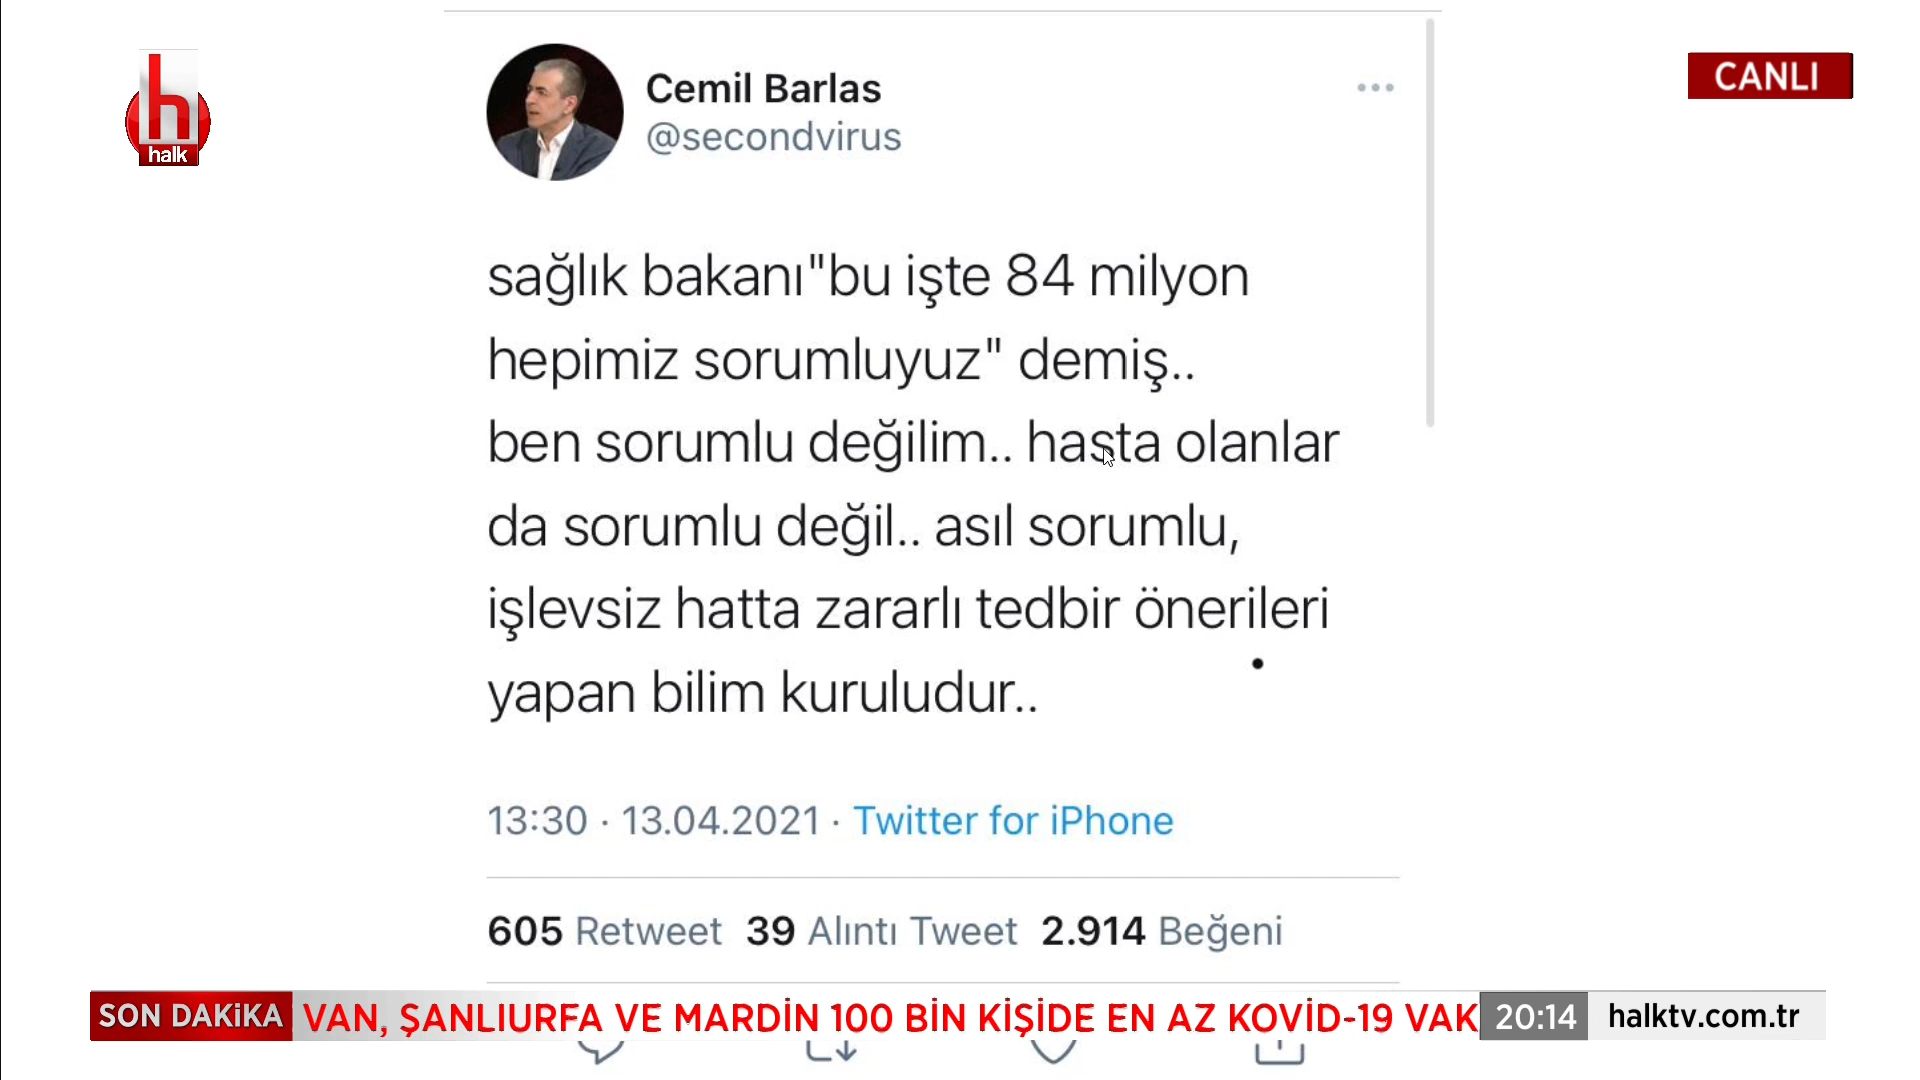 halk
CANLI
Cemil Barlas
@secondvirus
sağlık bakanı"bu işte 84 milyon
hepimiz sorumluyuz" demiş..
ben sorumlu değilim.. hasta olanlar
da sorumlu değil.. asıl sorumlu,
işlevsiz hatta zararlı tedbir önerileri
yapan bilim kuruludur..
13:30 · 13.04.2021 · Twitter for iPhone
605 Retweet 39 Alıntı Tweet 2.914 Beğeni
SON DAKİKA VAN, ŞANLIURFA VE MARDİN 100 BİN KİŞİDE EN AZ KOVİD-19 VAK 20:14 halktv.com.tr